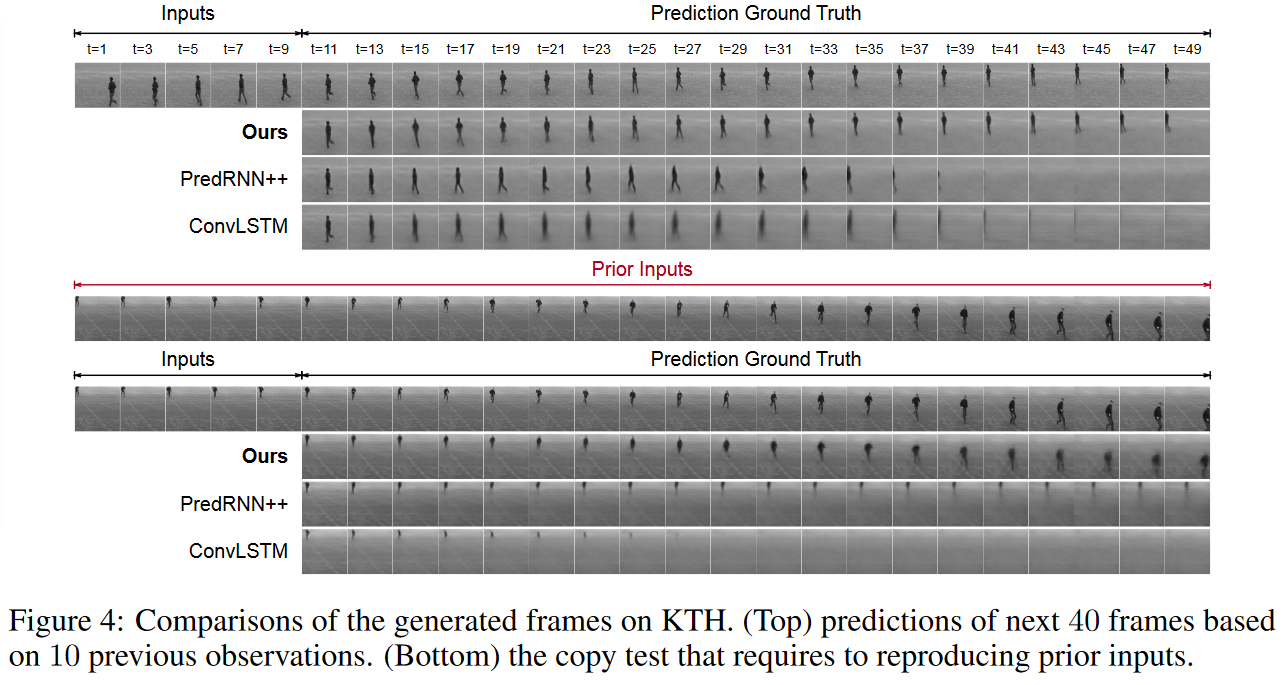 Inputs Prediction Ground Truth
t=1 t=3 t=5 t=7 t=9 t=11 t=13 t=15 t=17 t=19 t=21 t=23 t=25 t=27 t=29 t=31 t=33 t=35 t=37 t=39 t=41 t=43 t=45 t=47 t=49
Ours
PredRNN++
ConvLSTM
Prior Inputs
Inputs Prediction Ground Truth
Ours
PredRNN++
ConvLSTM
Figure 4: Comparisons of the generated frames on KTH. (Top) predictions of next 40 frames based
on 10 previous observations. (Bottom) the copy test that requires to reproducing prior inputs.